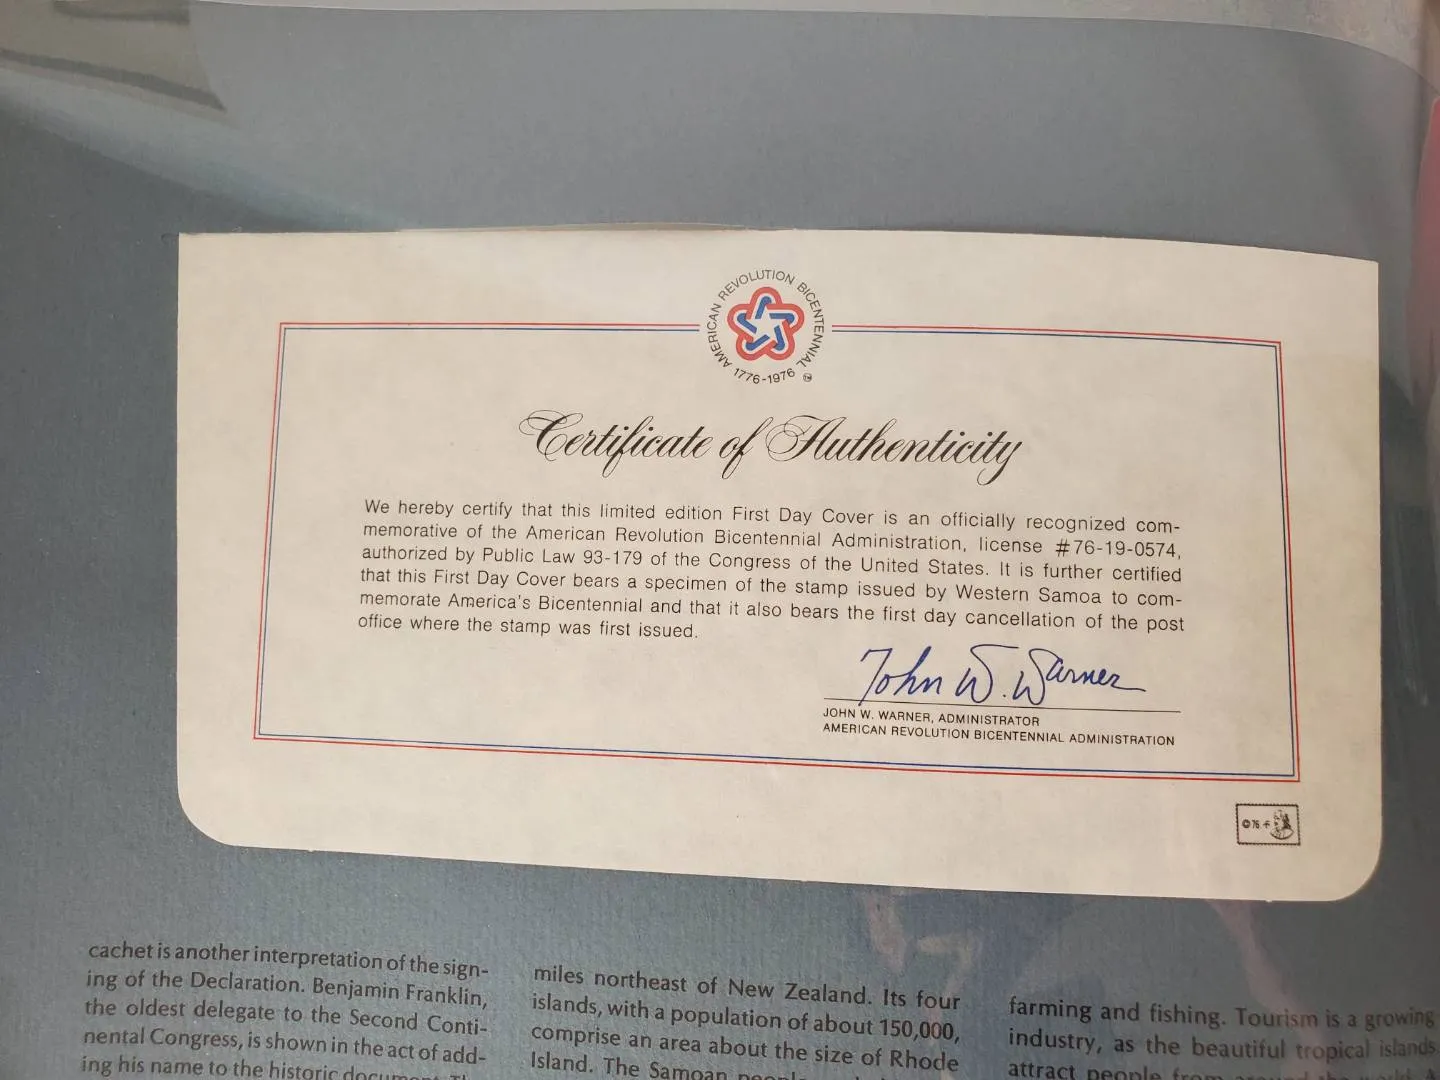 AMERICAN REVOLUTION BICENTENNIAL
1776-1976
Certificate of Authenticity
We hereby certify that this limited edition First Day Cover is an officially recognized com-
memorative of the American Revolution Bicentennial Administration, license #76-19-0574,
authorized by Public Law 93-179 of the Congress of the United States. It is further certified
that this First Day Cover bears a specimen of the stamp issued by Western Samoa to com-
memorate America's Bicentennial and that it also bears the first day cancellation of the post
office where the stamp was first issued.
John W. Warner
JOHN W. WARNER, ADMINISTRATOR
AMERICAN REVOLUTION BICENTENNIAL ADMINISTRATION
©76
cachet is another interpretation of the sign-
ing of the Declaration. Benjamin Franklin,
the oldest delegate to the Second Conti-
nental Congress, is shown in the act of add-
ing his name to the historic document.
miles northeast of New Zealand. Its four
islands, with a population of about 150,000,
comprise an area about the size of Rhode
Island. The Samoan people
farming and fishing. Tourism is a growing
industry, as the beautiful tropical islands
attract people from around the world.